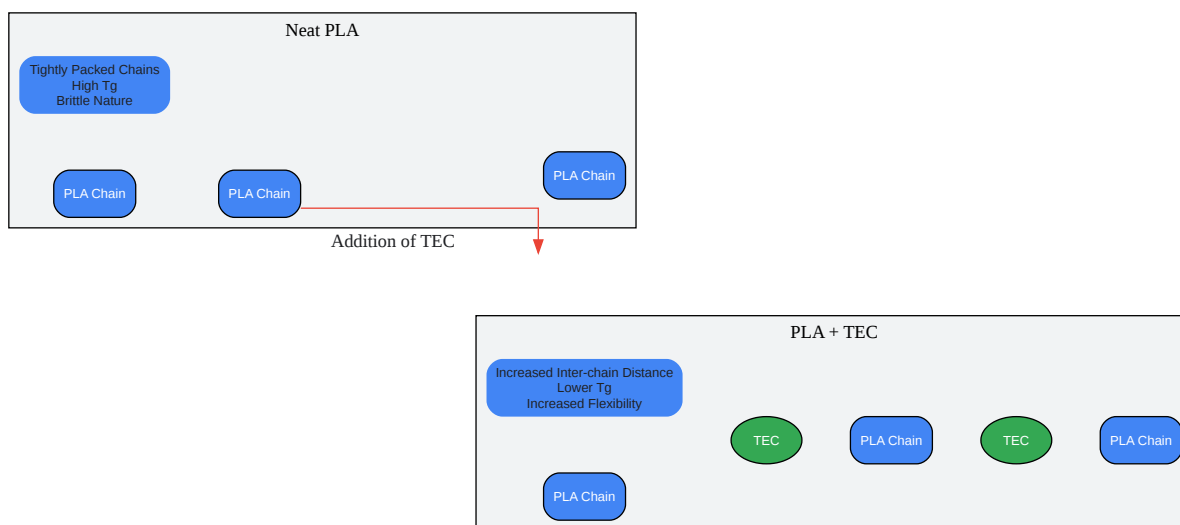 Neat PLA
Tightly Packed Chains
High Tg
Brittle Nature
PLA Chain
PLA Chain
PLA Chain
Addition of TEC
PLA + TEC
Increased Inter-chain Distance
Lower Tg
Increased Flexibility
TEC
PLA Chain
TEC
PLA Chain
PLA Chain